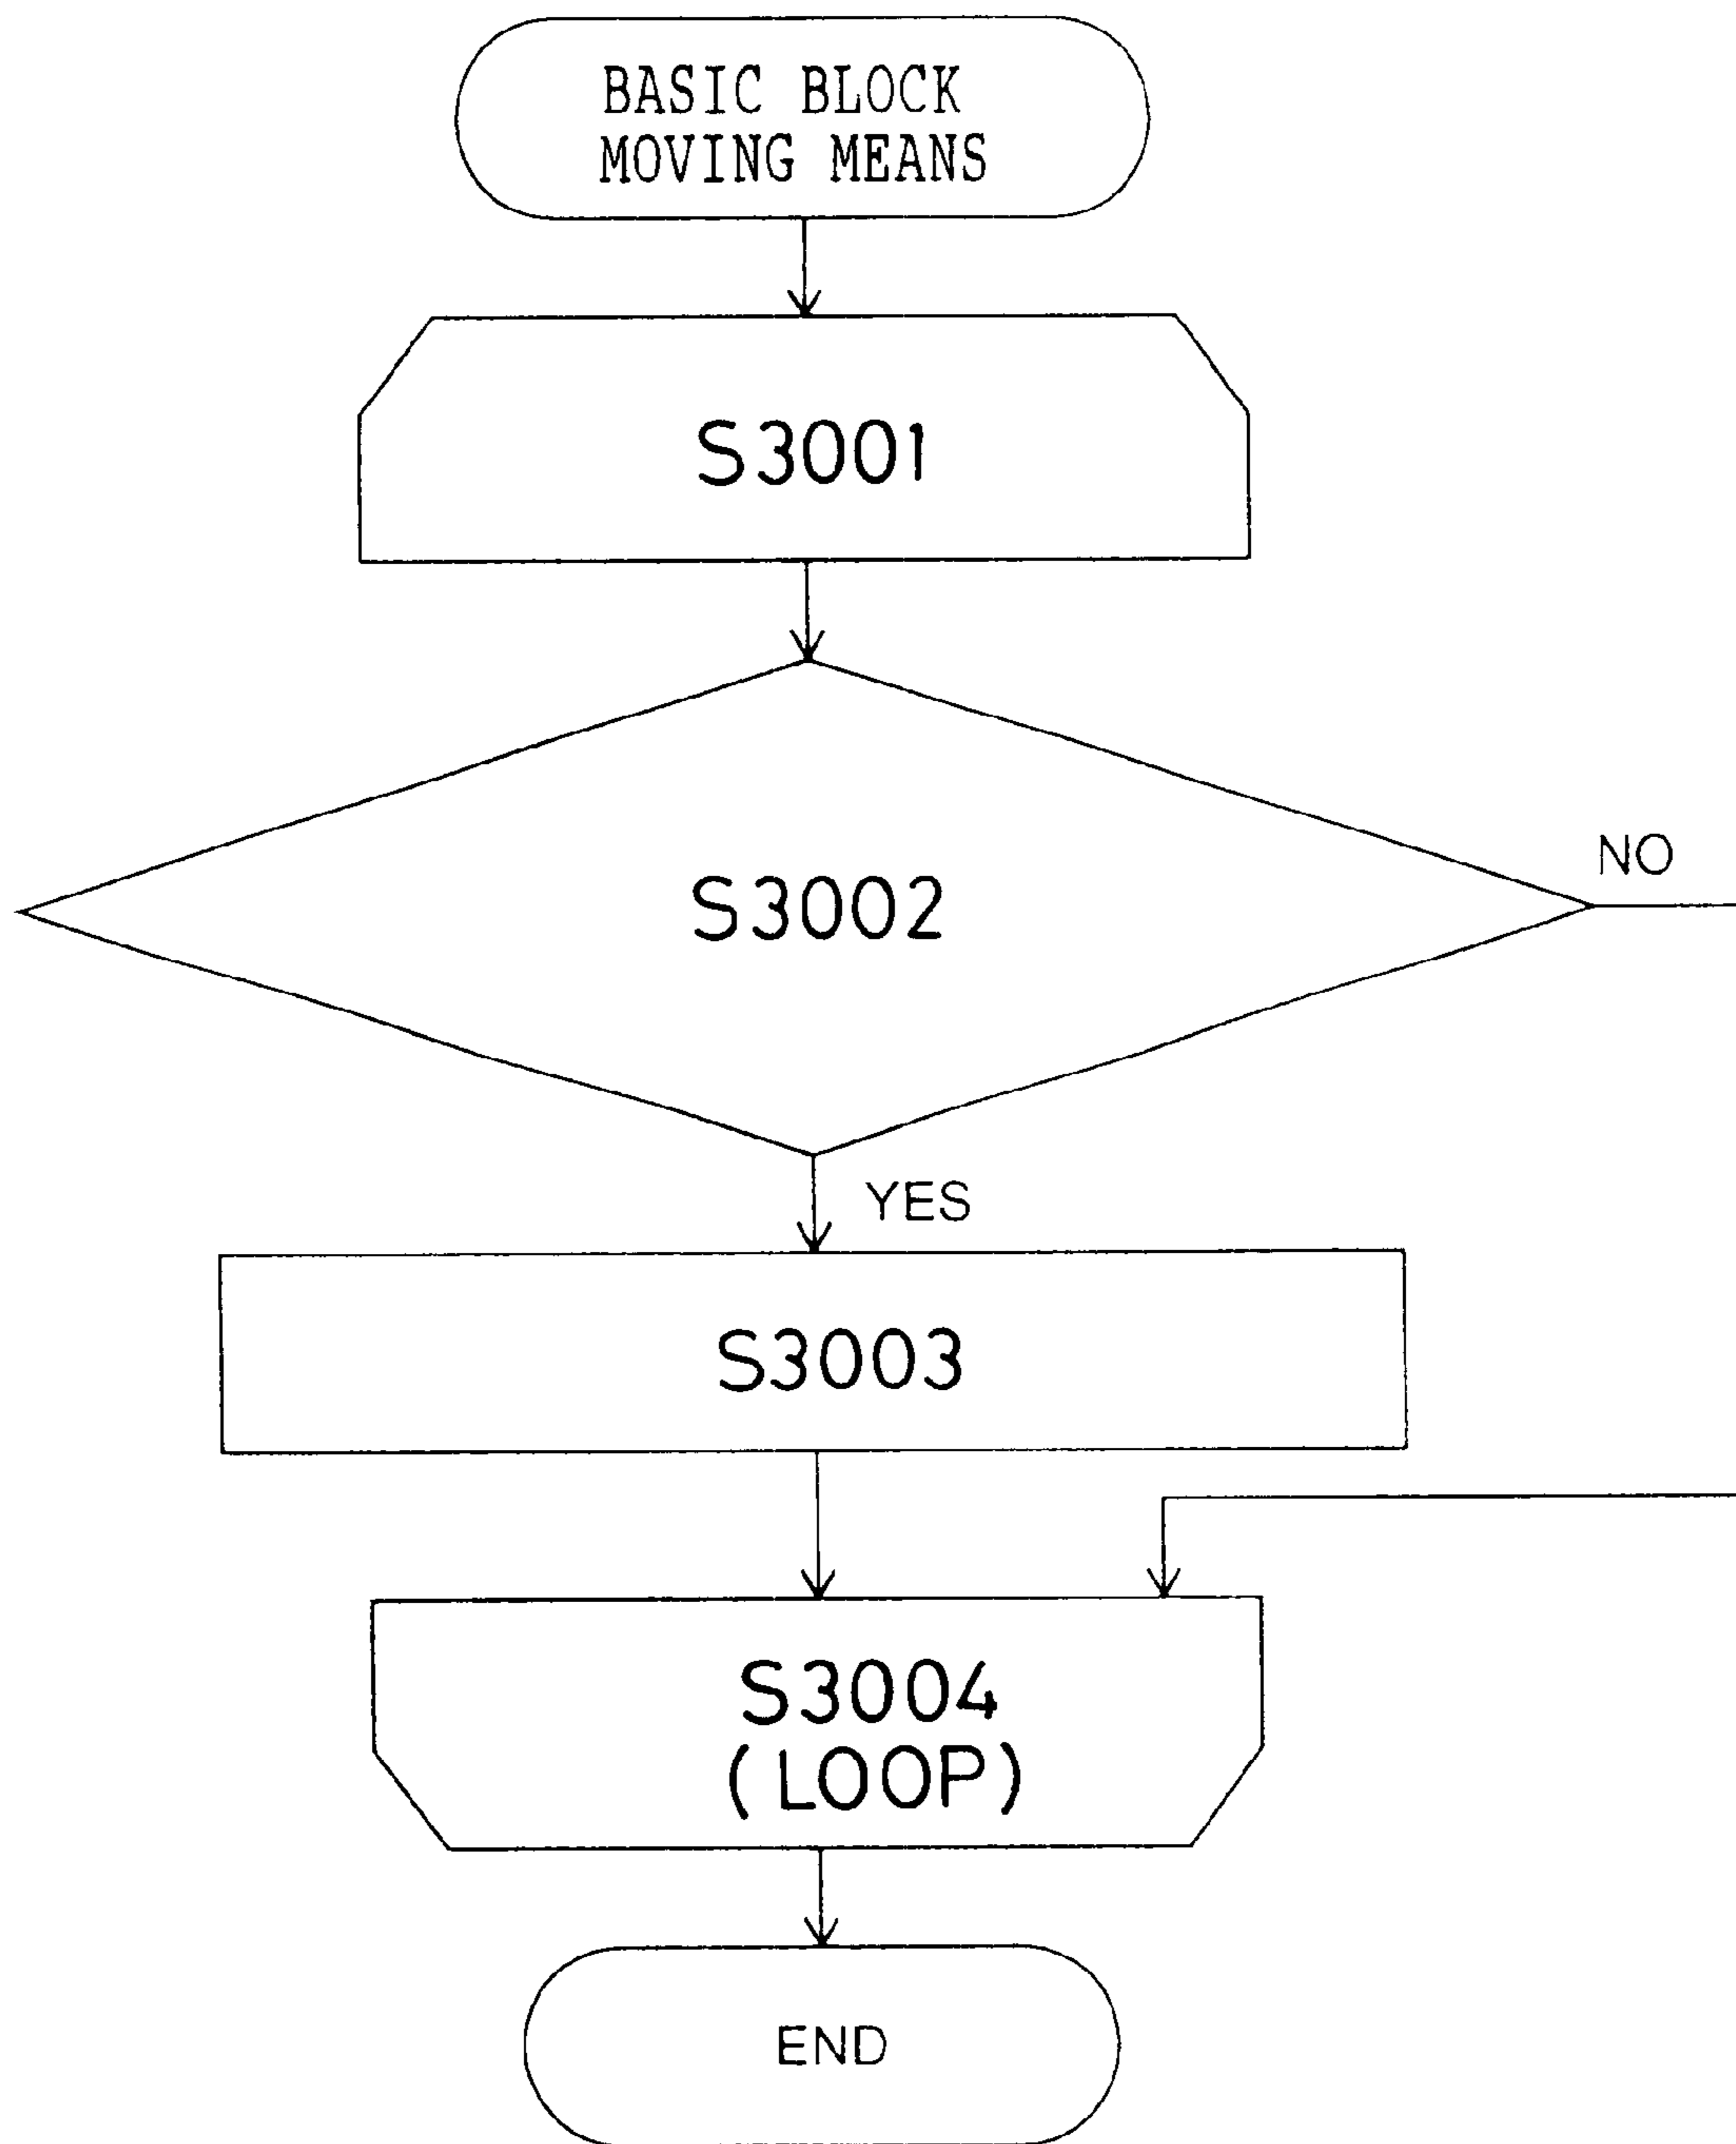 BASIC BLOCK
MOVING MEANS
S3001
S3002
NO
YES
S3003
S3004
(LOOP)
END